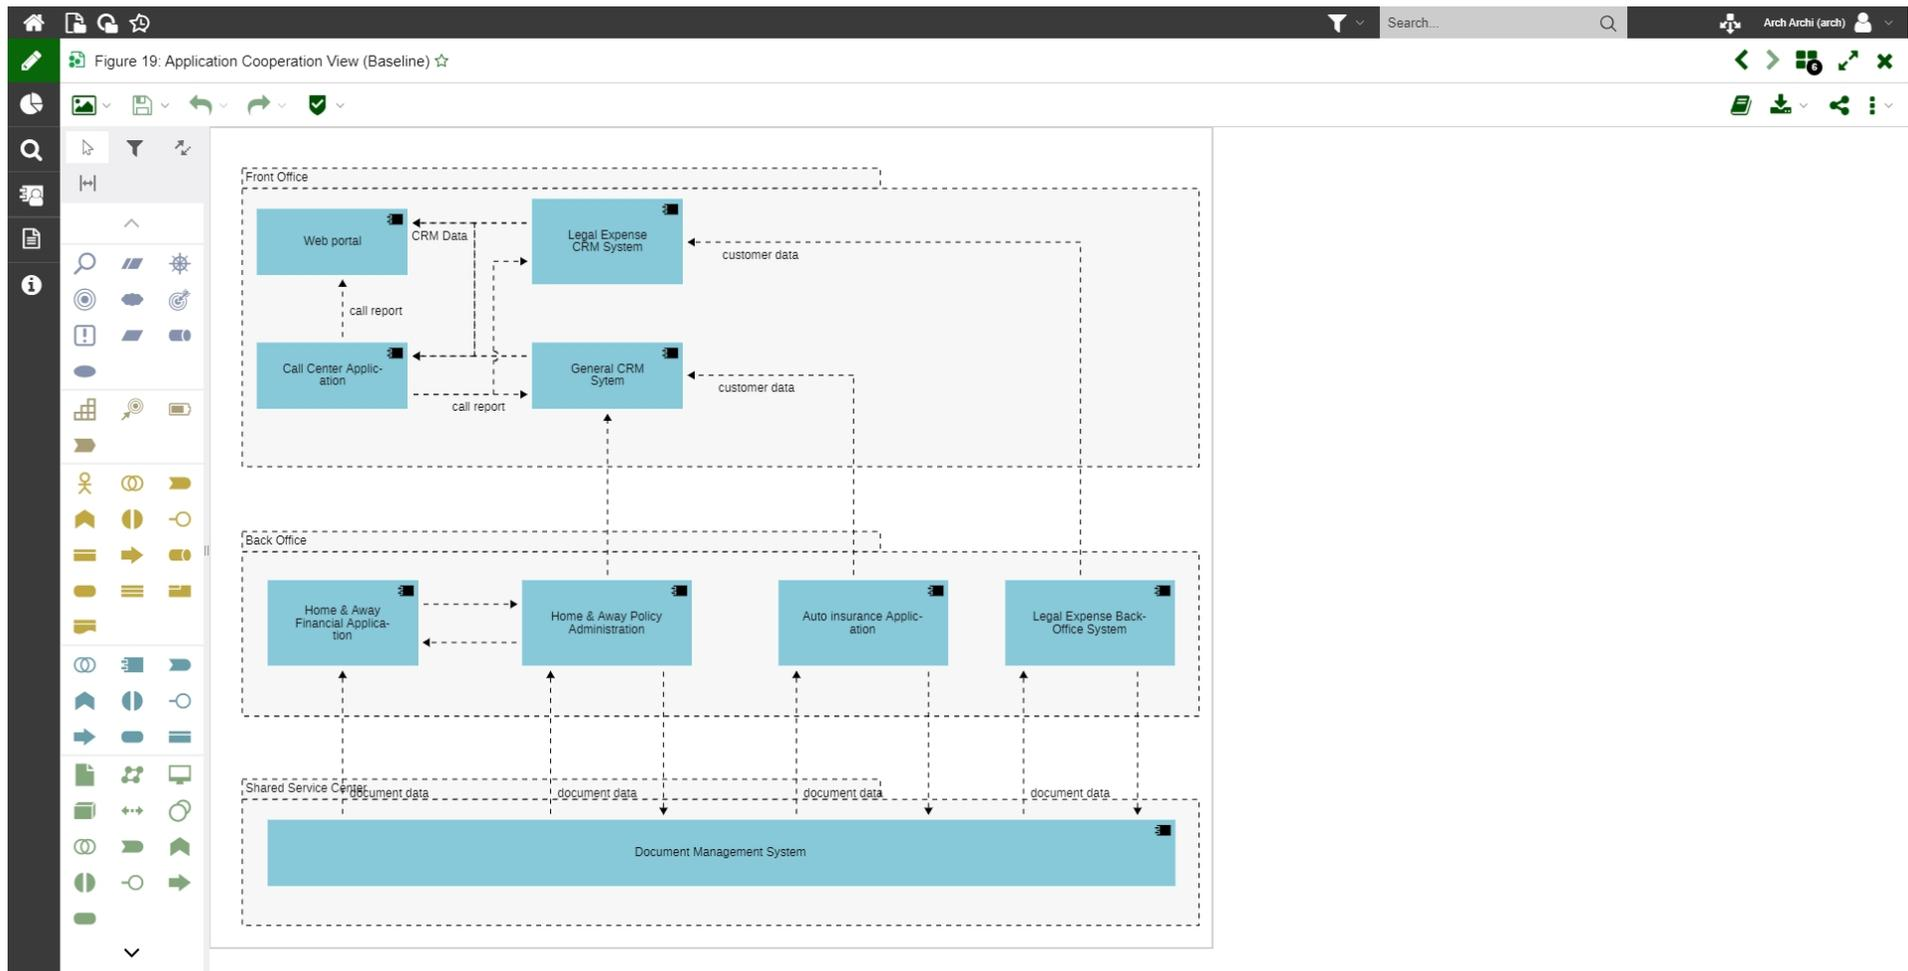 Search...
Arch Archi (arch)
Figure 19: Application Cooperation View (Baseline)
6
Front Office
Web portal
CRM Data
Legal Expense
CRM System
customer data
call report
Call Center Applic-
ation
General CRM
Sytem
customer data
call report
Back Office
Home & Away
Financial Applica-
tion
Home & Away Policy
Administration
Auto insurance Applic-
ation
Legal Expense Back-
Office System
Shared Service Center
document data
document data
document data
document data
Document Management System